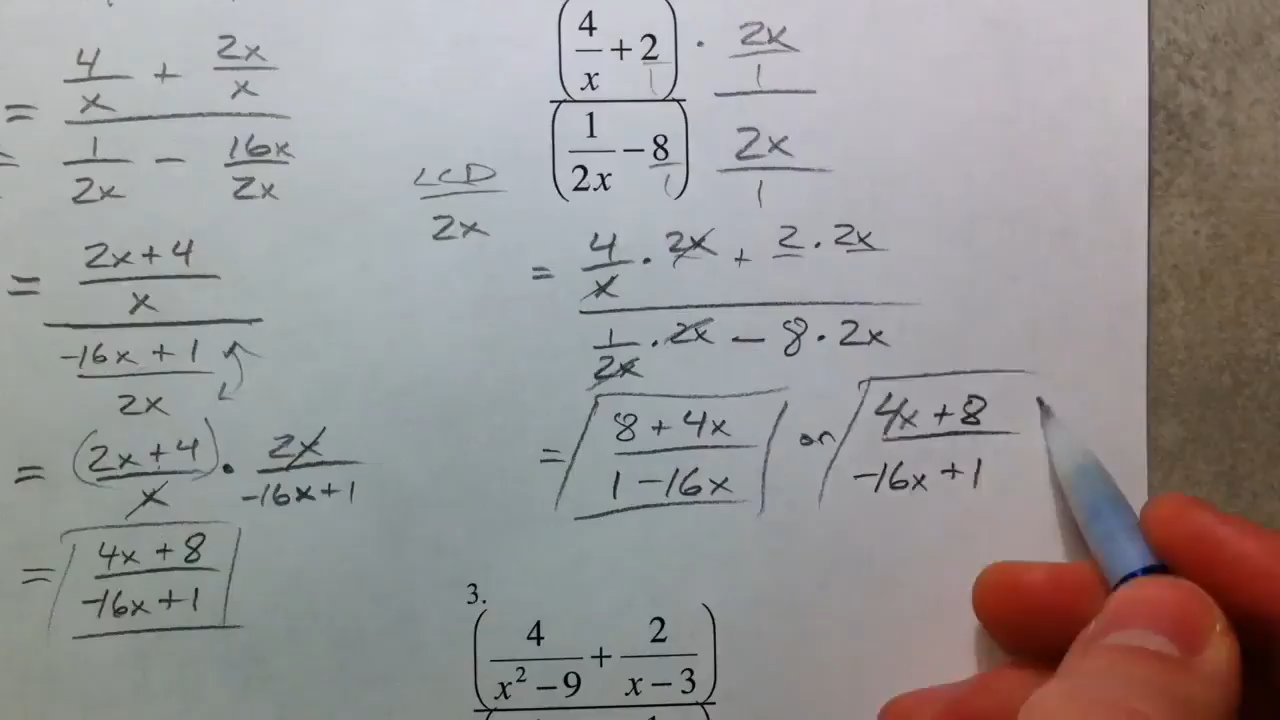 = 4/x + 2x/x
= 1/2x - 16x/2x
= 2x+4/x
-16x+1/2x
= (2x+4)/x · 2x/-16x+1
= 4x+8/-16x+1
(4/x + 2/1) · 2x/1
(1/2x - 8/1) 2x/1
LCD
2x
= 4/x · 2x + 2 · 2x
1/2x · 2x - 8 · 2x
= 8+4x/1-16x or 4x+8/-16x+1
3.
(4/x²-9 + 2/x-3)